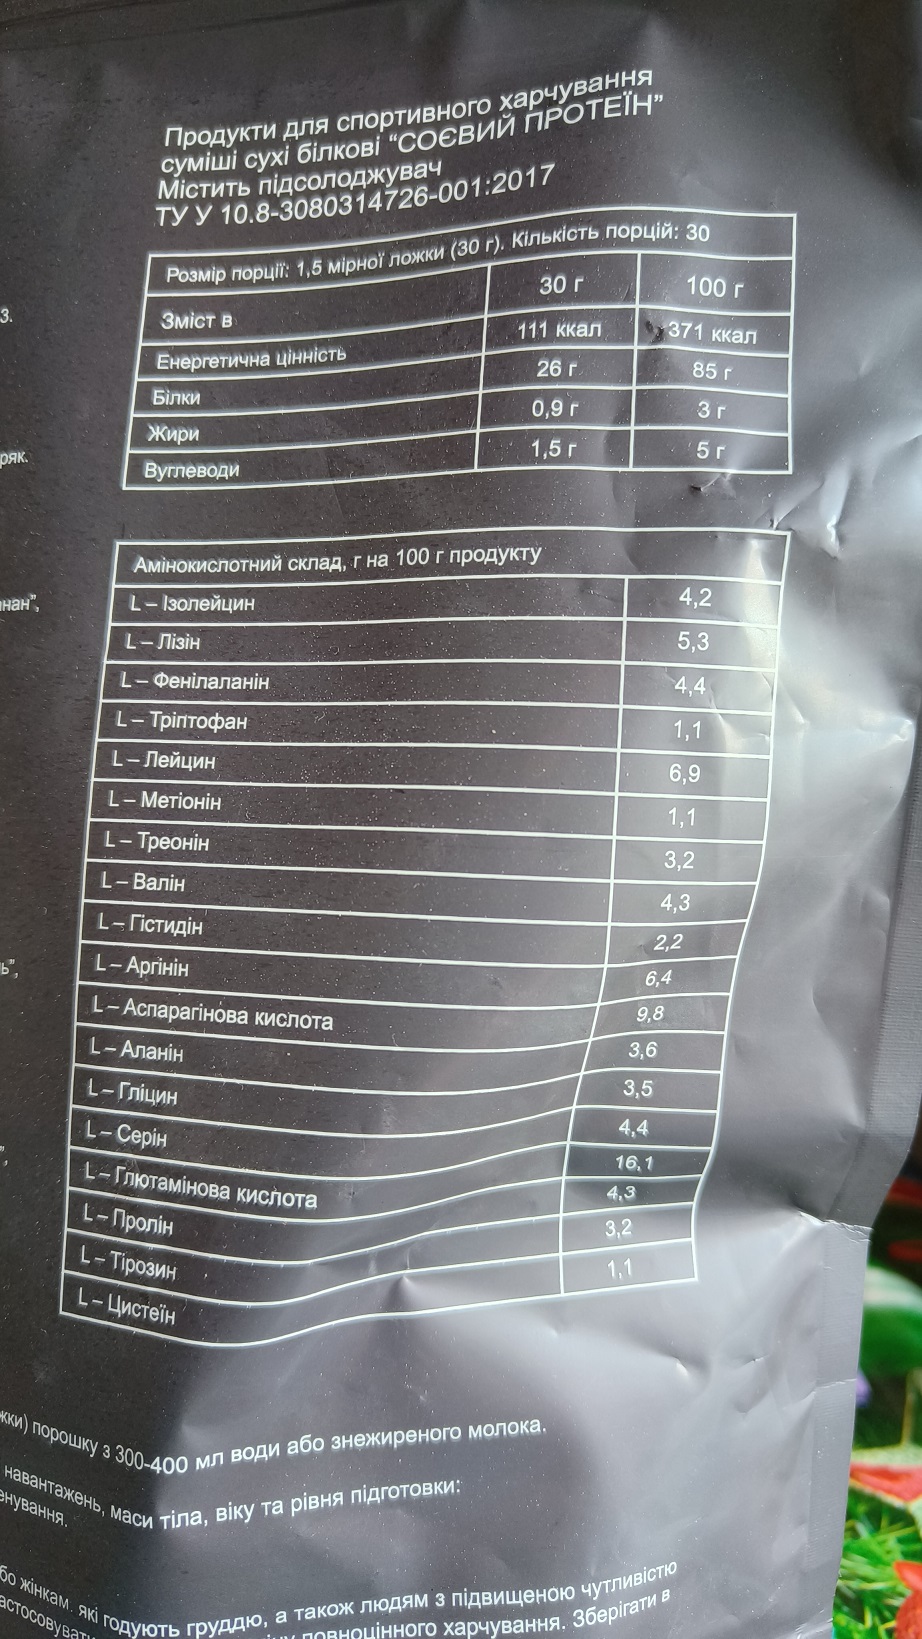 Продукти для спортивного харчування
суміші сухі білкові “СОЄВИЙ ПРОТЕЇН”
Містить підсолоджувач
ТУ У 10.8-3080314726-001:2017
Розмір порції: 1,5 мірної ложки (30 г). Кількість порцій: 30
Зміст в 30 г 100 г
Енергетична цінність 111 ккал 371 ккал
Білки 26 г 85 г
Жири 0,9 г 3 г
Вуглеводи 1,5 г 5 г
Амінокислотний склад, г на 100 г продукту
L – Ізолейцин 4,2
L – Лізін 5,3
L – Фенілаланін 4,4
L – Тріптофан 1,1
L – Лейцин 6,9
L – Метіонін 1,1
L – Треонін 3,2
L – Валін 4,3
L – Гістидін 2,2
L – Аргінін 6,4
L – Аспарагінова кислота 9,8
L – Аланін 3,6
L – Гліцин 3,5
L – Серін 4,4
L – Глютамінова кислота 16,1
L – Пролін 4,3
L – Тірозин 3,2
L – Цистеїн 1,1
3.
ряк.
порошку з 300-400 мл води або знежиреного молока.
навантажень, маси тіла, віку та рівня підготовки:
жінкам, які годують груддю, а також людям з підвищеною чутливістю
повноцінного харчування. Зберігати в